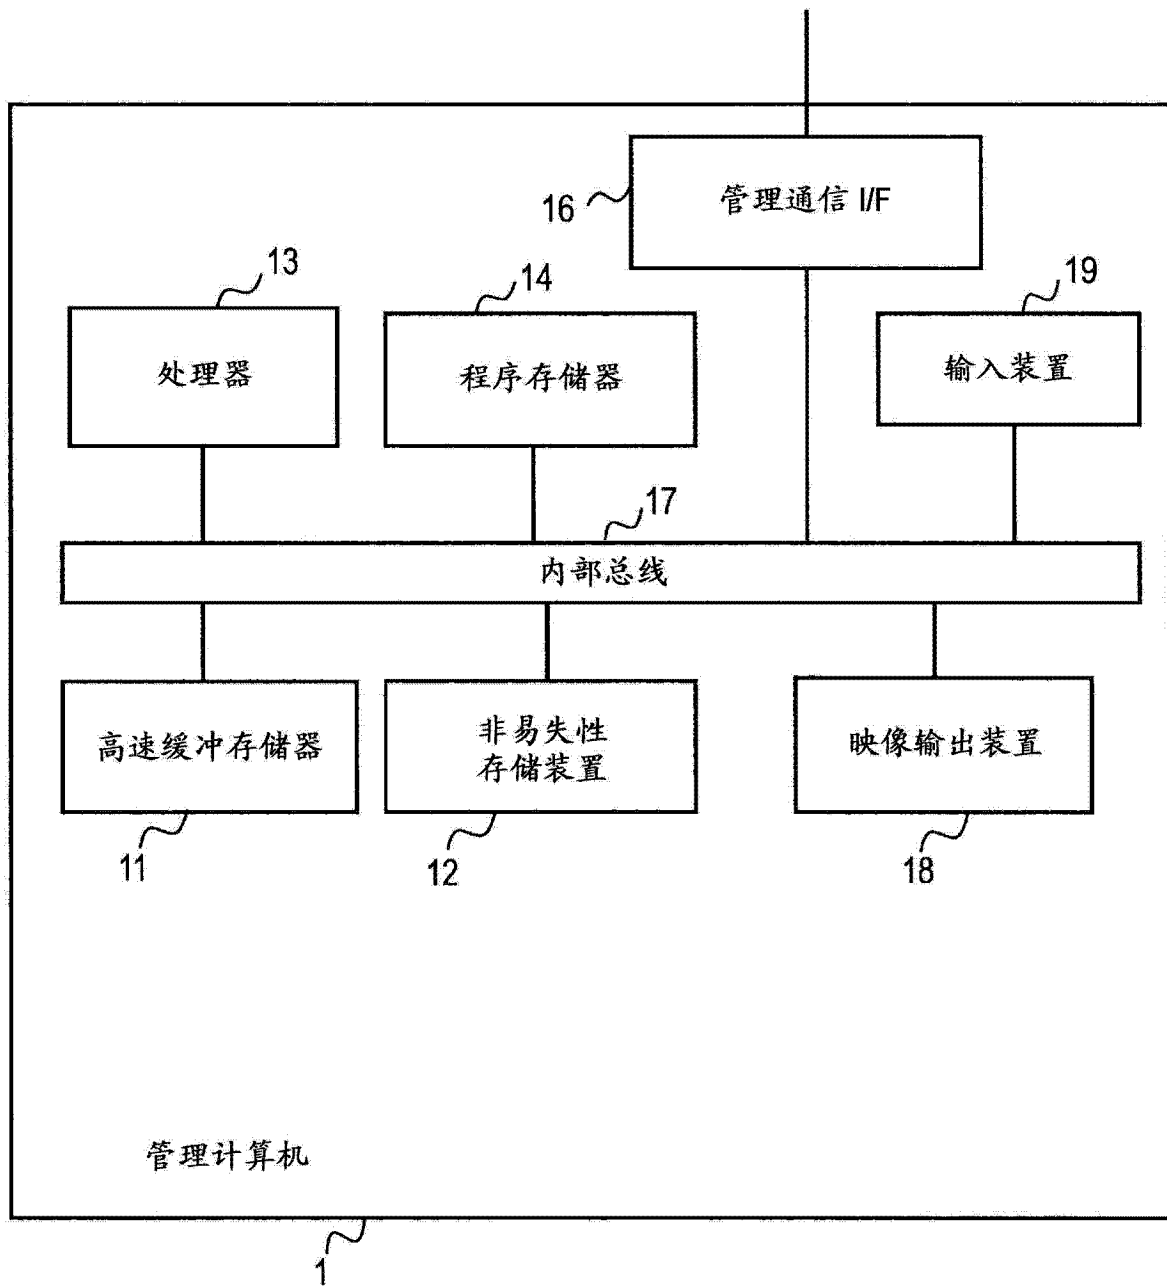 16
管理通信 I/F
13
14
19
处理器
程序存储器
输入装置
17
内部总线
高速缓冲存储器
非易失性
存储装置
映像输出装置
11
12
18
管理计算机
1